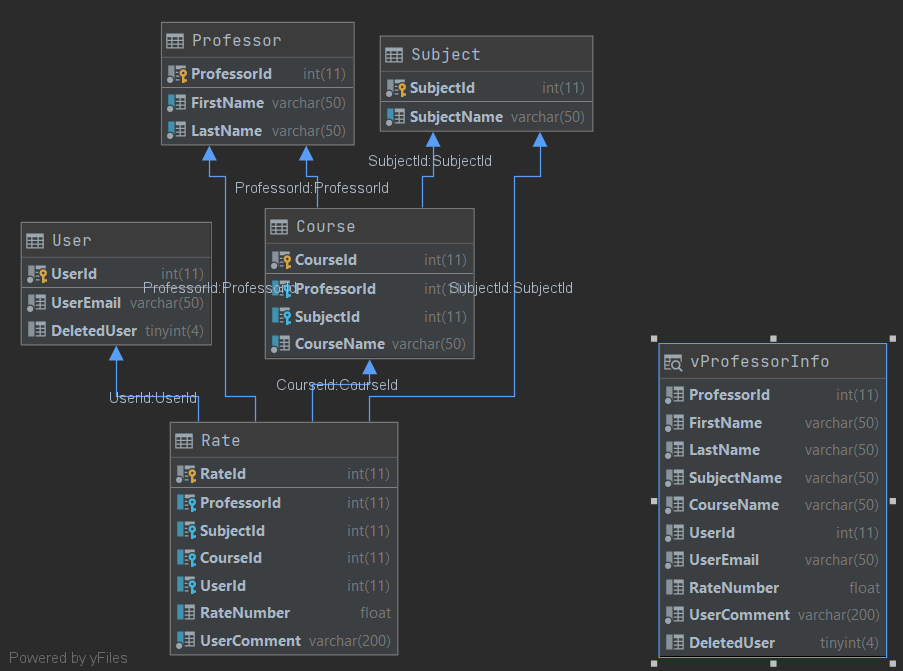 Professor
ProfessorId int(11)
FirstName varchar(50)
LastName varchar(50)
Subject
SubjectId int(11)
SubjectName varchar(50)
SubjectId:SubjectId
ProfessorId:ProfessorId
User
UserId int(11)
UserEmail varchar(50)
DeletedUser tinyint(4)
Course
CourseId int(11)
ProfessorId int(11)
SubjectId int(11)
CourseName varchar(50)
ProfessorId:ProfessorId
SubjectId:SubjectId
CourseId:CourseId
UserId:UserId
Rate
RateId int(11)
ProfessorId int(11)
SubjectId int(11)
CourseId int(11)
UserId int(11)
RateNumber float
UserComment varchar(200)
vProfessorInfo
ProfessorId int(11)
FirstName varchar(50)
LastName varchar(50)
SubjectName varchar(50)
CourseName varchar(50)
UserId int(11)
UserEmail varchar(50)
RateNumber float
UserComment varchar(200)
DeletedUser tinyint(4)
Powered by yFiles